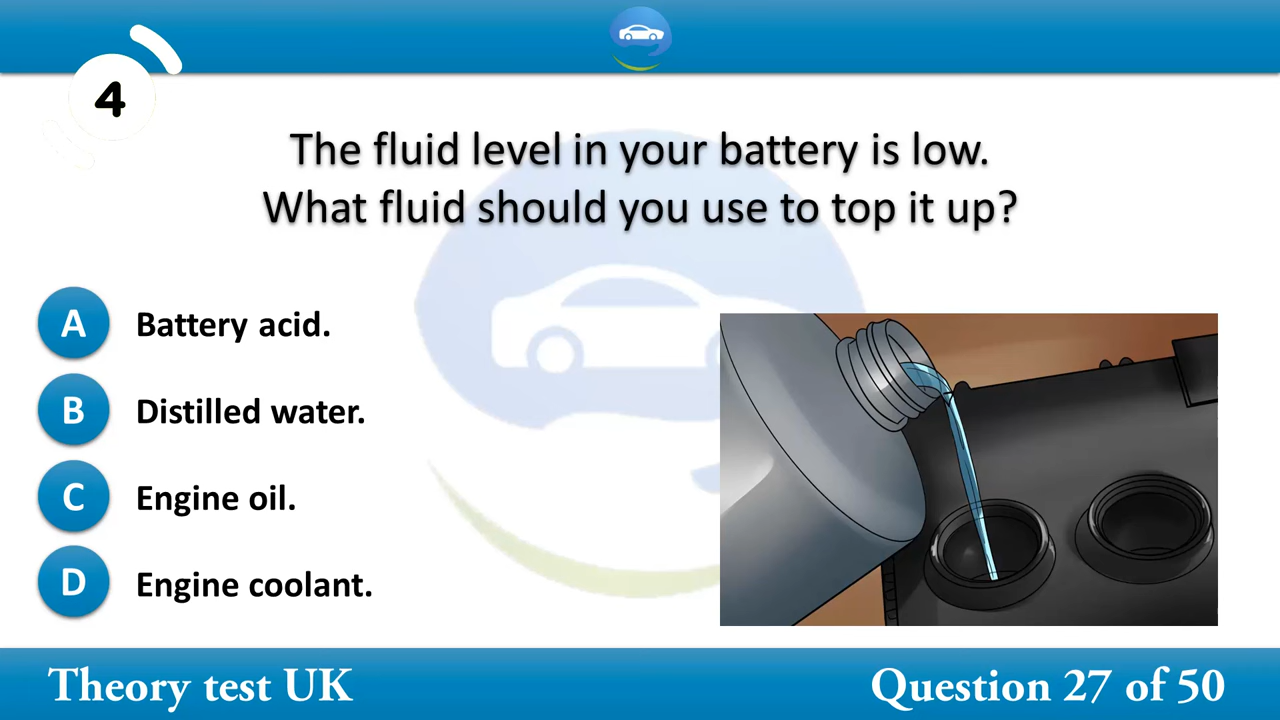 4
The fluid level in your battery is low.
What fluid should you use to top it up?
A Battery acid.
B Distilled water.
C Engine oil.
D Engine coolant.
Theory test UK
Question 27 of 50